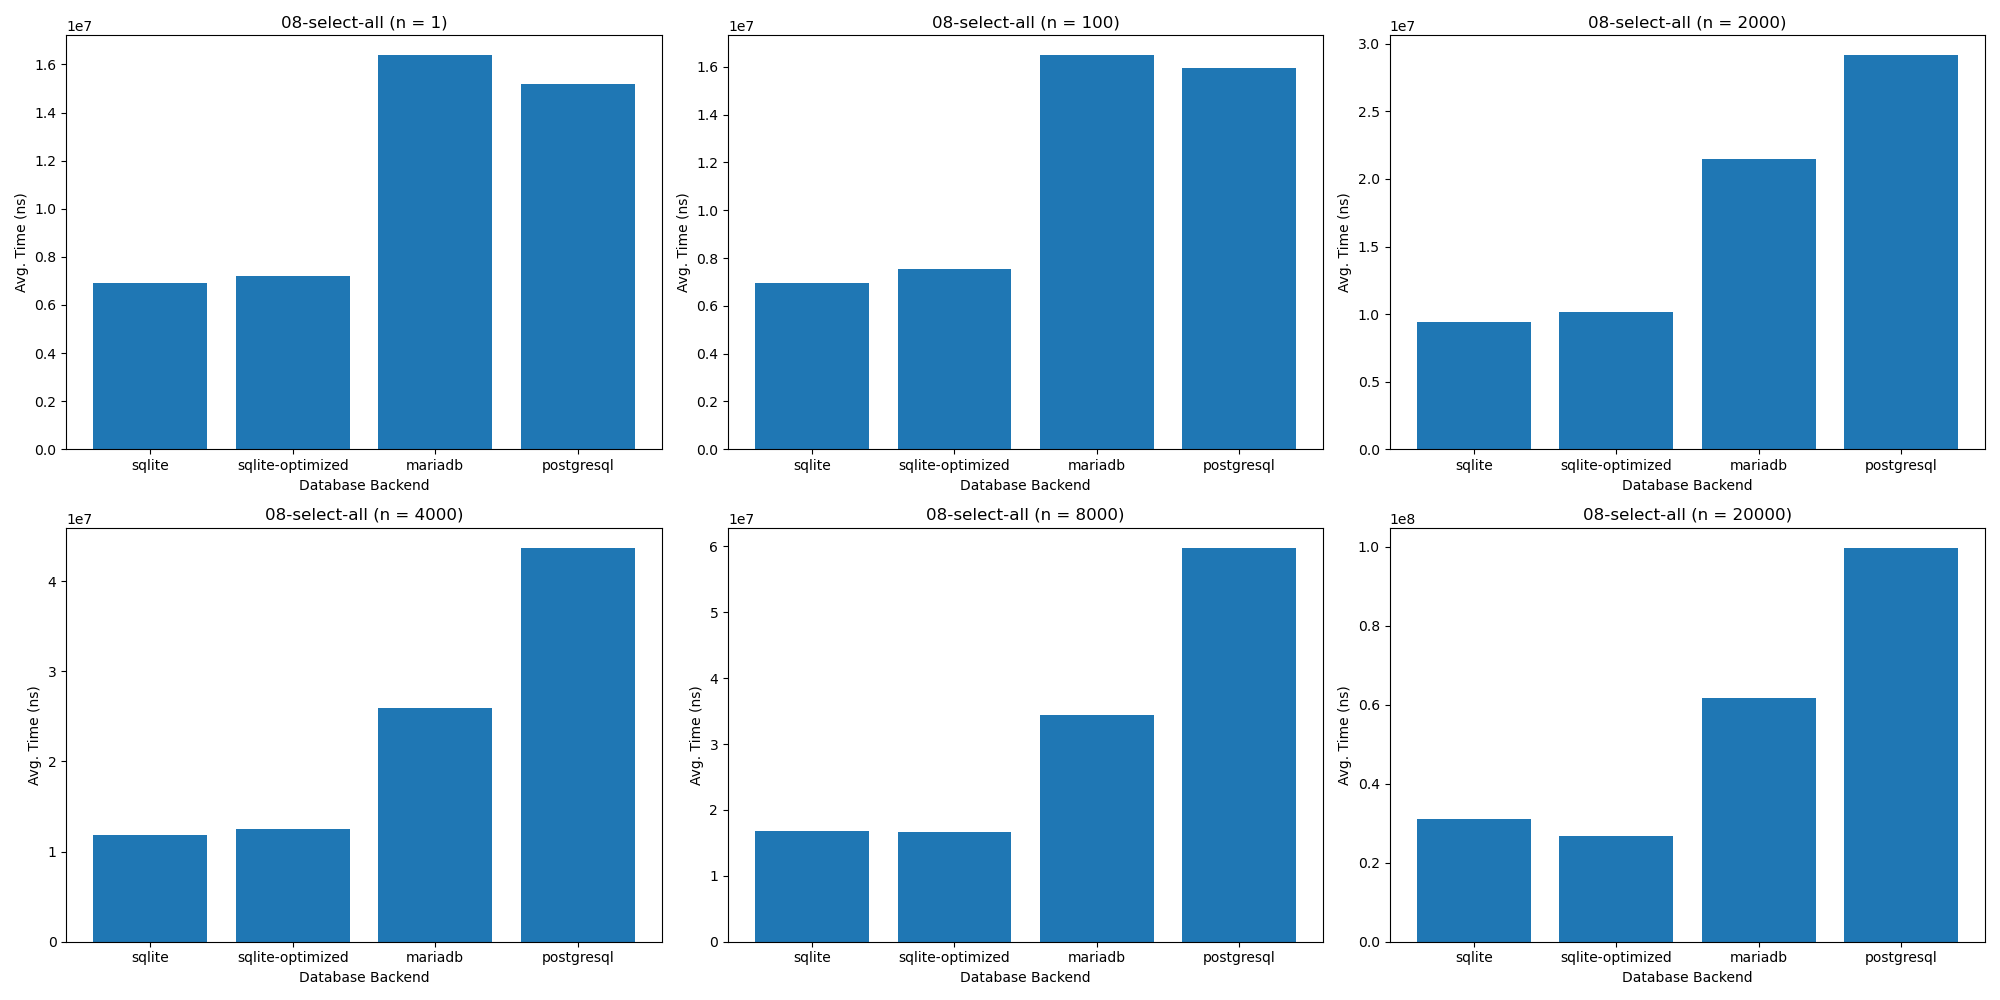 08-select-all (n = 1)
1e7
1.6
1.4
1.2
1.0
0.8
0.6
0.4
0.2
0.0
Avg. Time (ns)
sqlite
sqlite-optimized
mariadb
postgresql
Database Backend
08-select-all (n = 100)
1e7
1.6
1.4
1.2
1.0
0.8
0.6
0.4
0.2
0.0
Avg. Time (ns)
sqlite
sqlite-optimized
mariadb
postgresql
Database Backend
08-select-all (n = 2000)
1e7
3.0
2.5
2.0
1.5
1.0
0.5
0.0
Avg. Time (ns)
sqlite
sqlite-optimized
mariadb
postgresql
Database Backend
08-select-all (n = 4000)
1e7
4
3
2
1
0
Avg. Time (ns)
sqlite
sqlite-optimized
mariadb
postgresql
Database Backend
08-select-all (n = 8000)
1e7
6
5
4
3
2
1
0
Avg. Time (ns)
sqlite
sqlite-optimized
mariadb
postgresql
Database Backend
08-select-all (n = 20000)
1e8
1.0
0.8
0.6
0.4
0.2
0.0
Avg. Time (ns)
sqlite
sqlite-optimized
mariadb
postgresql
Database Backend